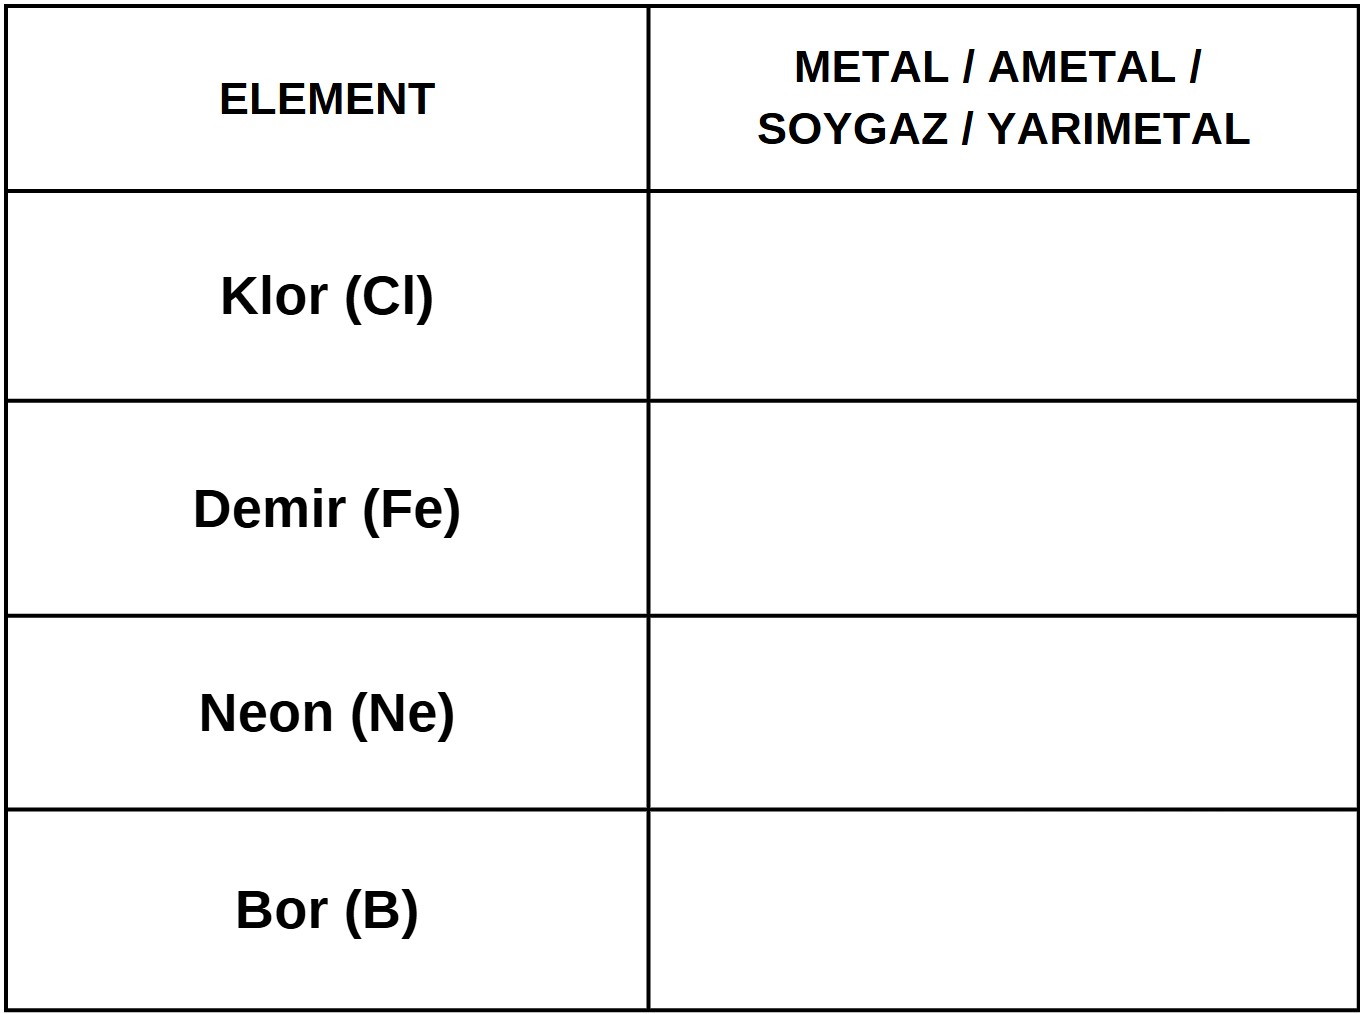 ELEMENT
METAL / AMETAL /
SOYGAZ / YARIMETAL
Klor (Cl)
Demir (Fe)
Neon (Ne)
Bor (B)